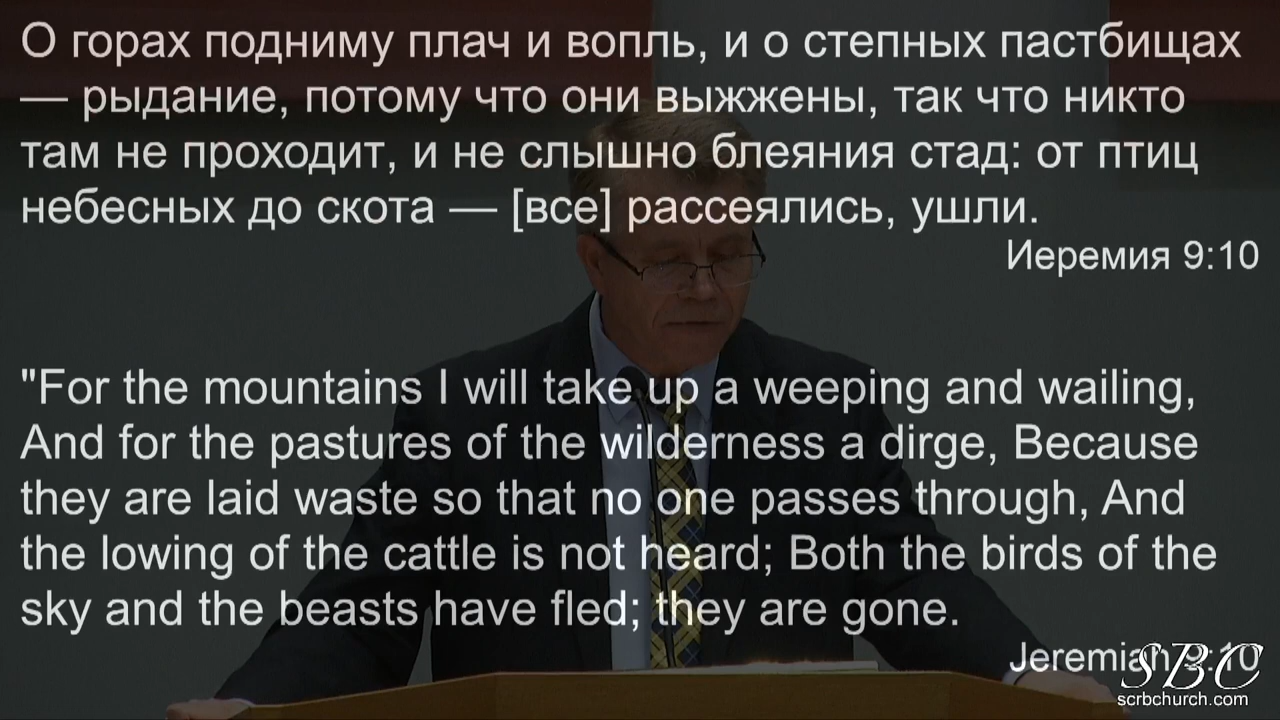 О горах подниму плач и вопль, и о степных пастбищах
— рыдание, потому что они выжжены, так что никто
там не проходит, и не слышно блеяния стад: от птиц
небесных до скота — [все] рассеялись, ушли.
Иеремия 9:10
"For the mountains I will take up a weeping and wailing,
And for the pastures of the wilderness a dirge, Because
they are laid waste so that no one passes through, And
the lowing of the cattle is not heard; Both the birds of the
sky and the beasts have fled; they are gone.
Jeremiah 9:10
SBC
scrbchurch.com